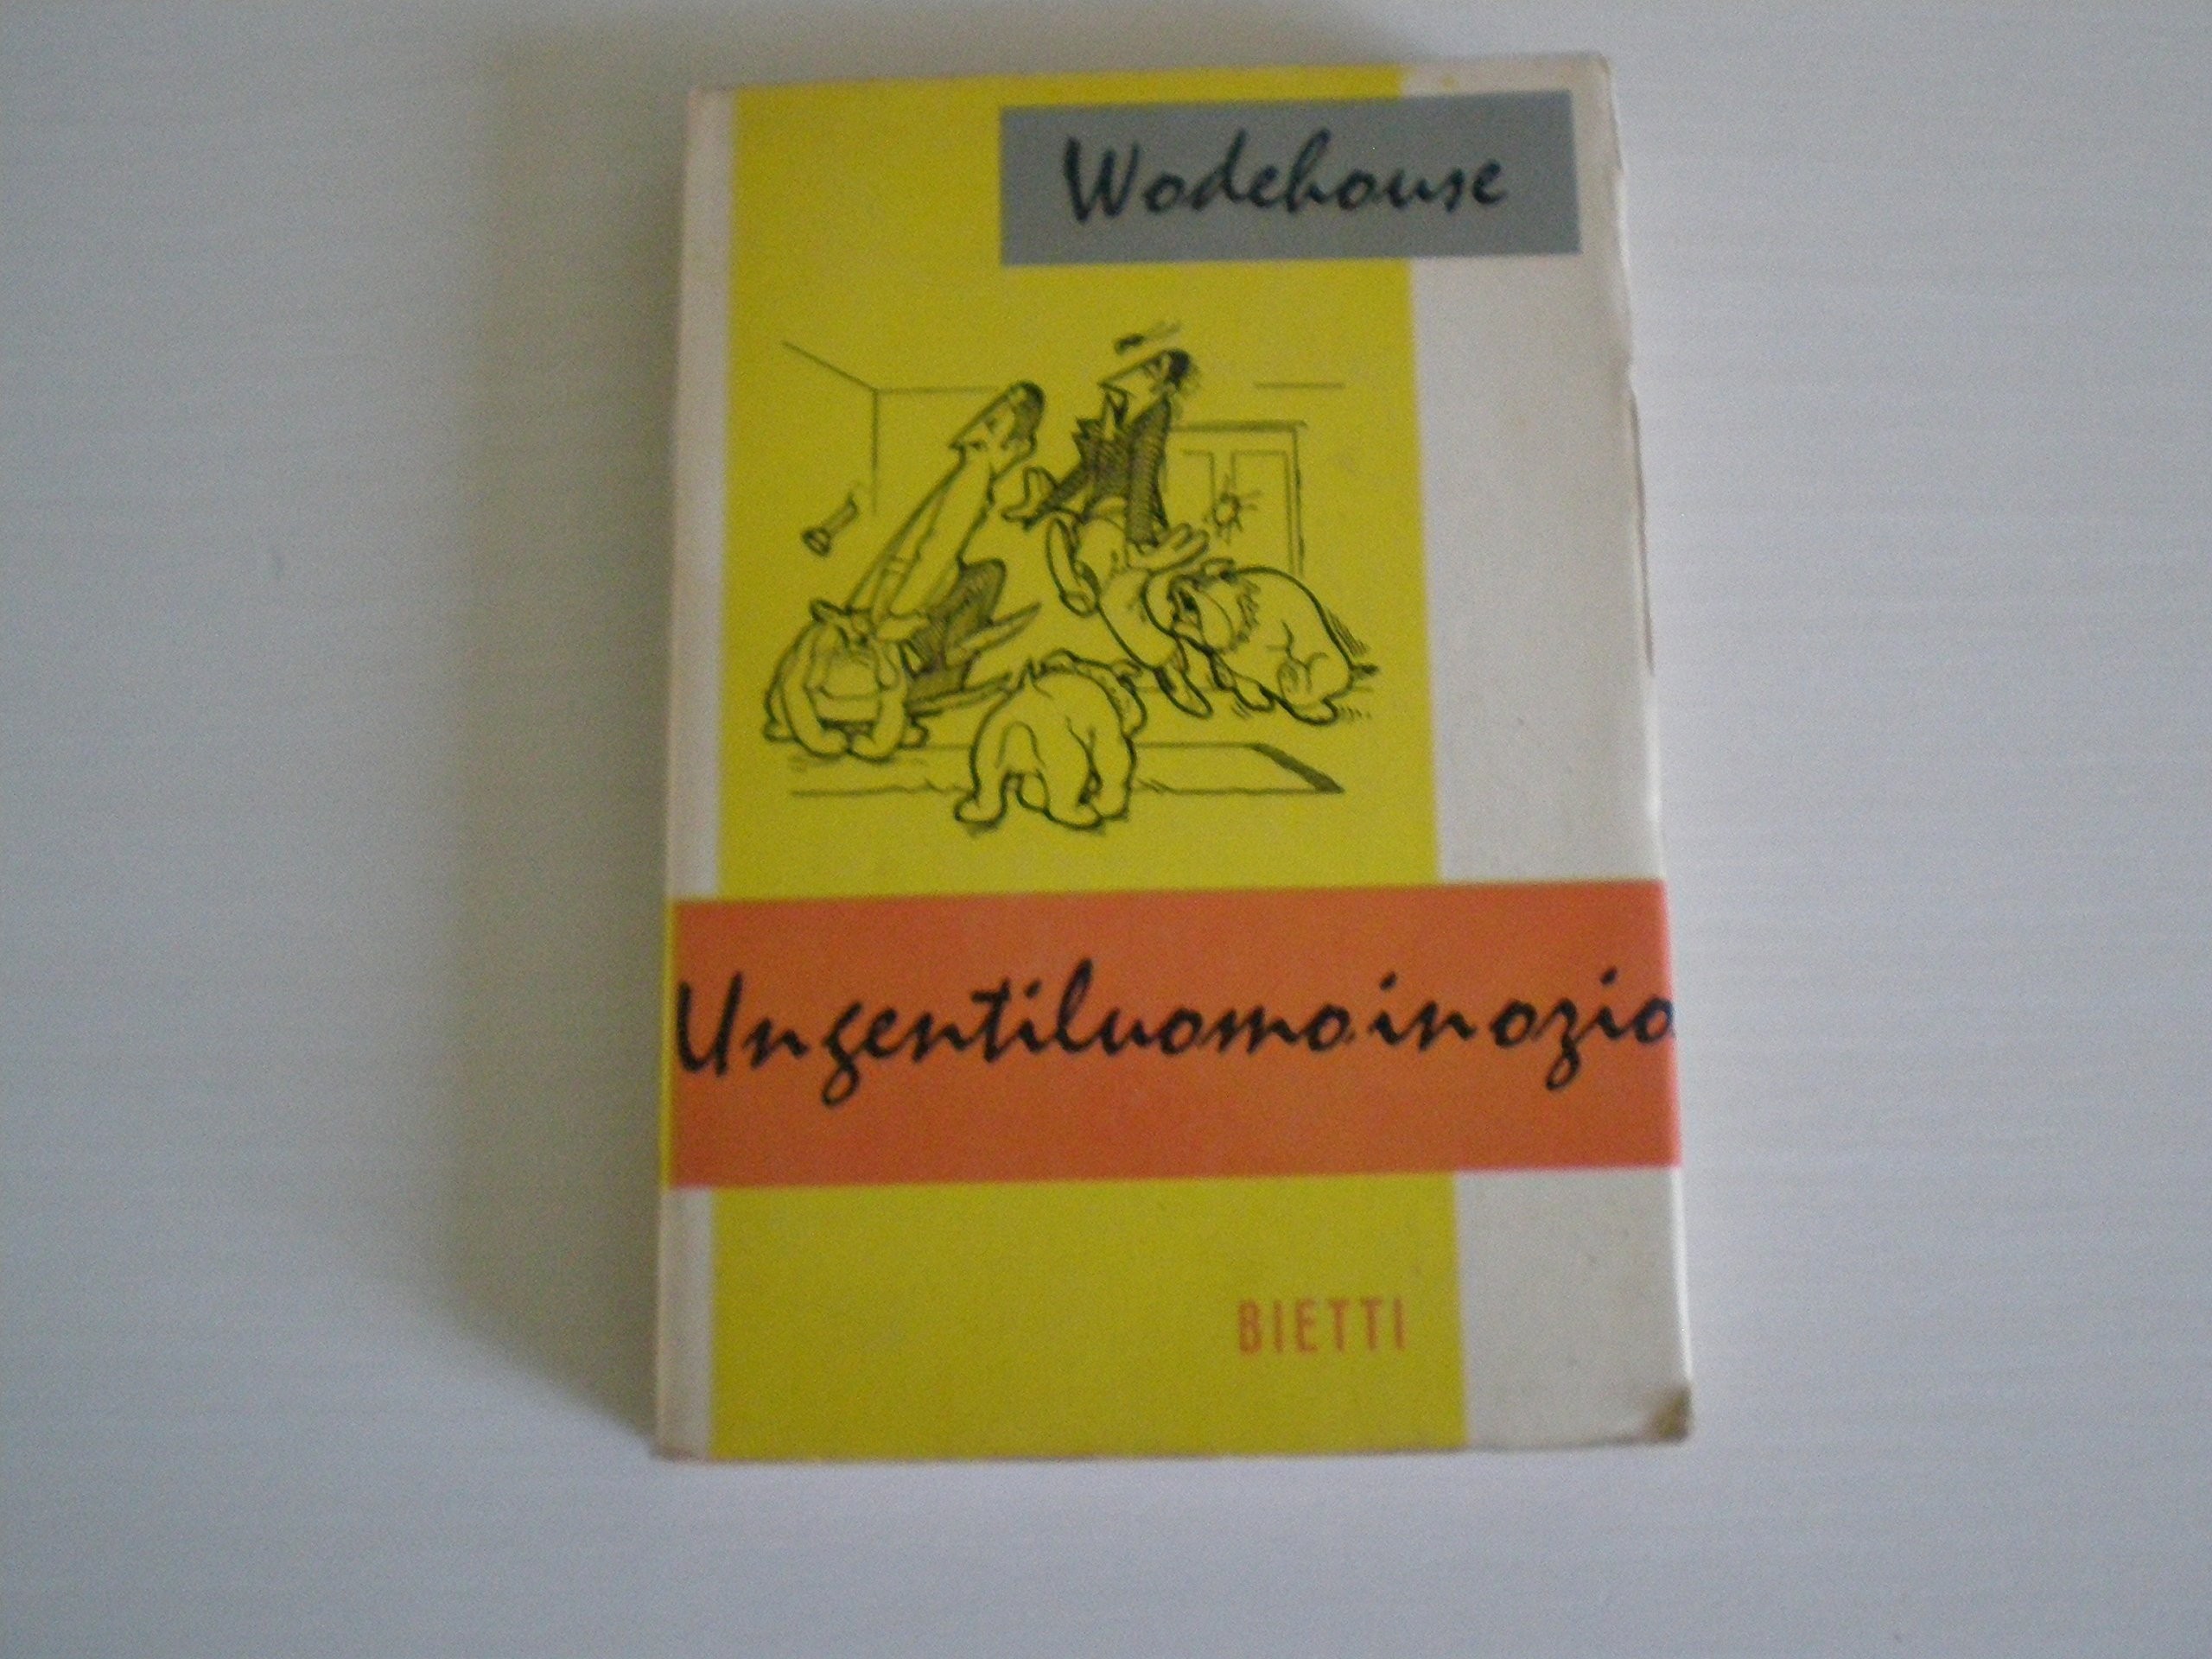 Wodehouse
Un gentiluomo in ozio
BIETTI